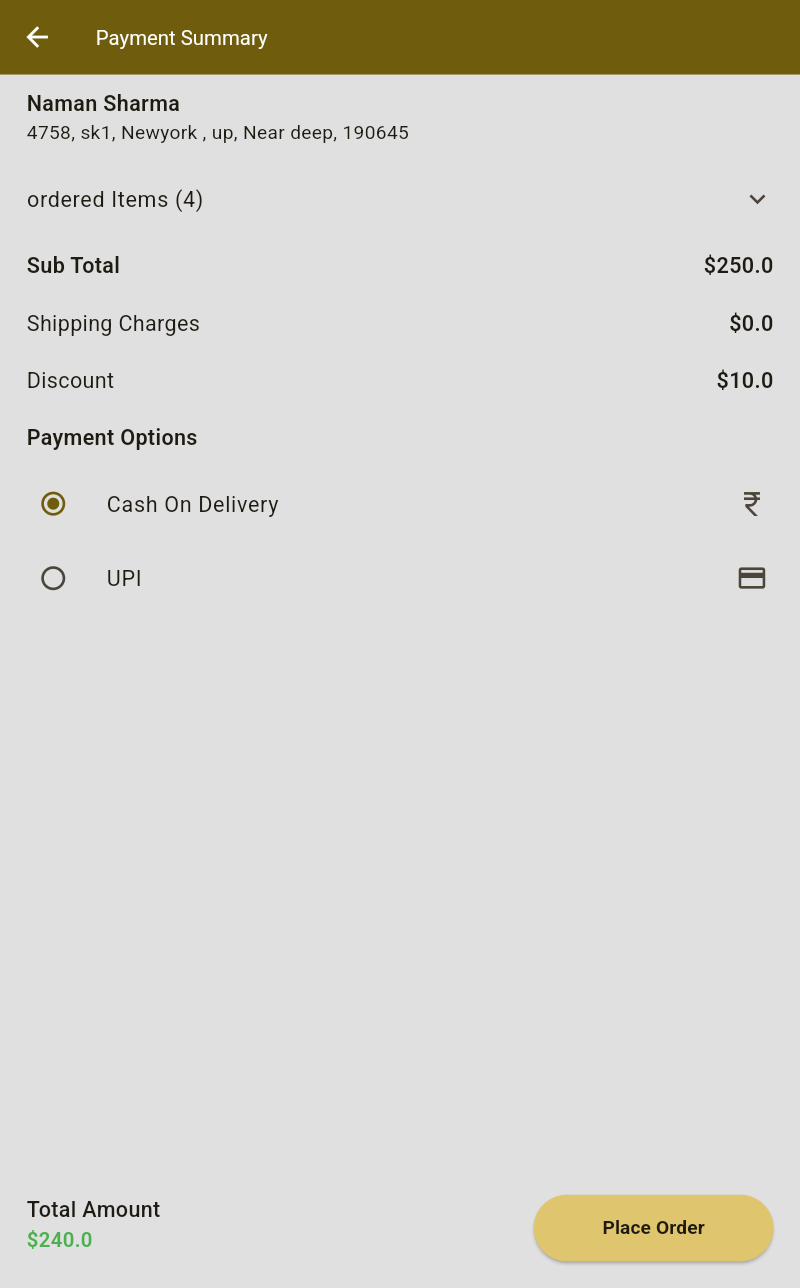 Payment Summary
Naman Sharma
4758, sk1, Newyork , up, Near deep, 190645
ordered Items (4)
Sub Total $250.0
Shipping Charges $0.0
Discount $10.0
Payment Options
Cash On Delivery ₹
UPI
Total Amount
$240.0
Place Order